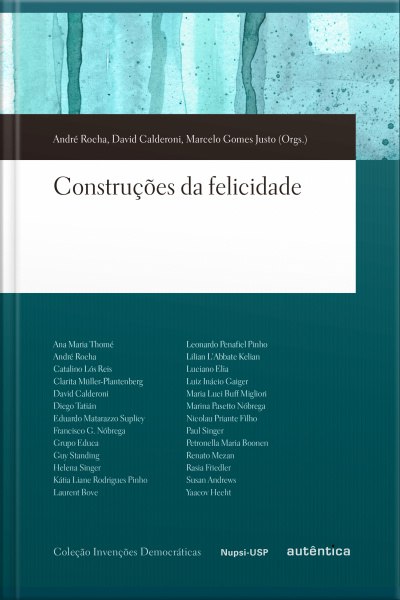 André Rocha, David Calderoni, Marcelo Gomes Justo (Orgs.)
Construções da felicidade
Ana Maria Thomé
André Rocha
Catalino Lós Reis
Clarita Müller-Plantenberg
David Calderoni
Diego Tatián
Eduardo Matarazzo Suplicy
Francisco G. Nóbrega
Grupo Educa
Guy Standing
Helena Singer
Kátia Liane Rodrigues Pinho
Laurent Bove
Leonardo Penafiel Pinho
Lilian L'Abbate Kelian
Luciano Elia
Luiz Inácio Gaiger
Maria Luci Buff Migliori
Marina Pasetto Nóbrega
Nicolau Priante Filho
Paul Singer
Petronella Maria Boonen
Renato Mezan
Rasia Friedler
Susan Andrews
Yaacov Hecht
Coleção Invenções Democráticas Nupsi-USP autêntica